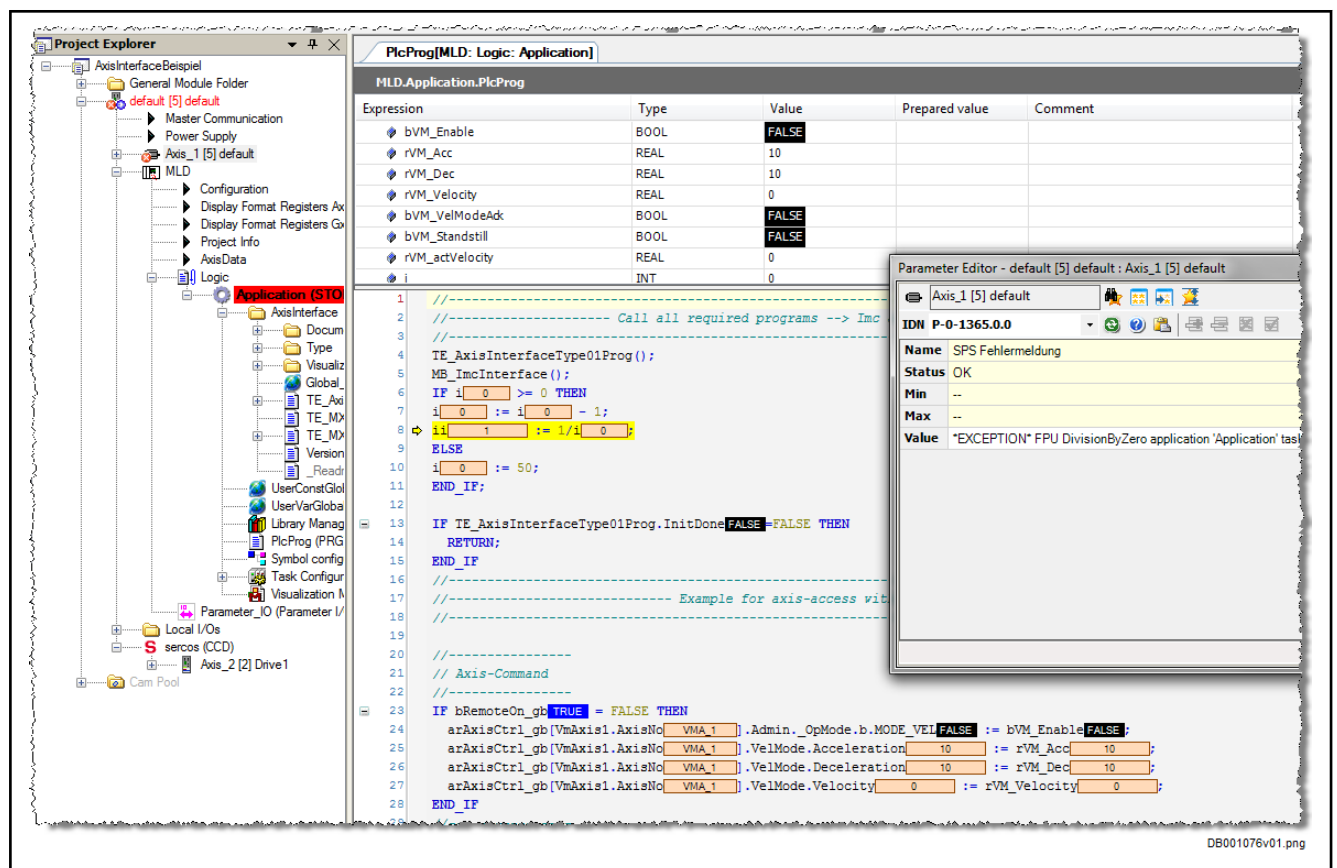 Project Explorer
AxisInterfaceBeispiel
General Module Folder
default [5] default
Master Communication
Power Supply
Axis_1 [5] default
MLD
Configuration
Display Format Registers Ax
Display Format Registers Gx
Project Info
AxisData
Logic
Application (STO
AxisInterface
Docum
Type
Visualiz
Global_
TE_Axi
TE_MX
TE_MX
Version
_Readr
UserConstGlol
UserVarGloba
Library Manag
PlcProg (PRG
Symbol config
Task Configur
Visualization M
Parameter_IO (Parameter I/
Local I/Os
S sercos (CCD)
Axis_2 [2] Drive1
Cam Pool
PlcProg[MLD: Logic: Application]
MLD.Application.PlcProg
Expression Type Value Prepared value Comment
bVM_Enable BOOL FALSE
rVM_Acc REAL 10
rVM_Dec REAL 10
rVM_Velocity REAL 0
bVM_VelModeAck BOOL FALSE
bVM_Standstill BOOL FALSE
rVM_actVelocity REAL 0
i INT 0
1 //
2 //--------------------- Call all required programs --> Imc
3 //
4 TE_AxisInterfaceType01Prog();
5 MB_ImcInterface();
6 IF i 0 >= 0 THEN
7 i 0 := i 0 - 1;
8 ii 1 := 1/i 0 ;
9 ELSE
10 i 0 := 50;
11 END_IF;
12
13 IF TE_AxisInterfaceType01Prog.InitDone FALSE =FALSE THEN
14 RETURN;
15 END_IF
16 //------------------------------------------------
17 //---------------------------- Example for axis-access wit
18 //------------------------------------------------
19
20 //----------------
21 // Axis-Command
22 //----------------
23 IF bRemoteOn_gb TRUE = FALSE THEN
24 arAxisCtrl_gb[VmAxis1.AxisNo VMA_1 ].Admin._OpMode.b.MODE_VEL FALSE := bVM_Enable FALSE ;
25 arAxisCtrl_gb[VmAxis1.AxisNo VMA_1 ].VelMode.Acceleration 10 := rVM_Acc 10 ;
26 arAxisCtrl_gb[VmAxis1.AxisNo VMA_1 ].VelMode.Deceleration 10 := rVM_Dec 10 ;
27 arAxisCtrl_gb[VmAxis1.AxisNo VMA_1 ].VelMode.Velocity 0 := rVM_Velocity 0 ;
28 END_IF
Parameter Editor - default [5] default : Axis_1 [5] default
Axis_1 [5] default
IDN P-0-1365.0.0
Name SPS Fehlermeldung
Status OK
Min --
Max --
Value *EXCEPTION* FPU DivisionByZero application 'Application' tas
DB001076v01.png